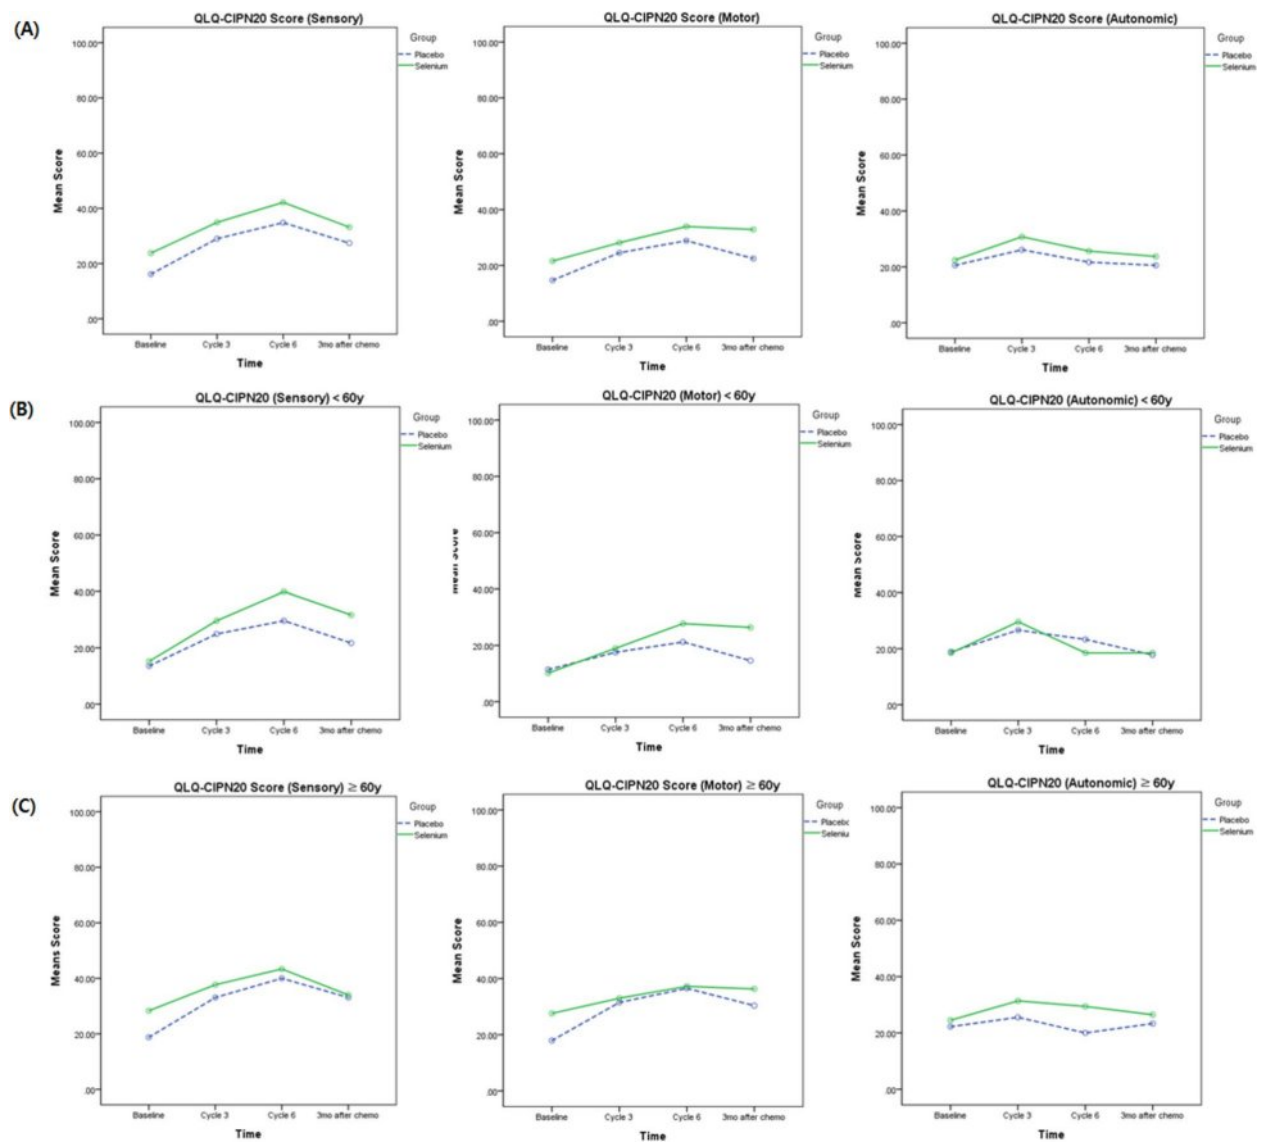 (A)
QLQ-CIPN20 Score (Sensory)
Group
Placebo
Selenium
100.00
80.00
60.00
40.00
20.00
.00
Mean Score
Baseline
Cycle 3
Cycle 6
3mo after chemo
Time
QLQ-CIPN20 Score (Motor)
Group
Placebo
Selenium
100.00
80.00
60.00
40.00
20.00
.00
Mean Score
Baseline
Cycle 3
Cycle 6
3mo after chemo
Time
QLQ-CIPN20 Score (Autonomic)
Group
Placebo
Selenium
100.00
80.00
60.00
40.00
20.00
.00
Mean Score
Baseline
Cycle 3
Cycle 6
3mo after chemo
Time
(B)
QLQ-CIPN20 (Sensory) < 60y
Group
Placebo
Selenium
100.00
80.00
60.00
40.00
20.00
.00
Mean Score
Baseline
Cycle 3
Cycle 6
3mo after chemo
Time
QLQ-CIPN20 (Motor) < 60y
Group
Placebo
Selenium
100.00
80.00
60.00
40.00
20.00
.00
Mean Score
Baseline
Cycle 3
Cycle 6
3mo after chemo
Time
QLQ-CIPN20 (Autonomic) < 60y
Group
Placebo
Selenium
100.00
80.00
60.00
40.00
20.00
.00
Mean Score
Baseline
Cycle 3
Cycle 6
3mo after chemo
Time
(C)
QLQ-CIPN20 Score (Sensory) ≥ 60y
Group
Placebo
Selenium
100.00
80.00
60.00
40.00
20.00
.00
Means Score
Baseline
Cycle 3
Cycle 6
3mo after chemo
Time
QLQ-CIPN20 Score (Motor) ≥ 60y
Group
Placebo
Seleniu
100.00
80.00
60.00
40.00
20.00
.00
Mean Score
Baseline
Cycle 3
Cycle 6
3mo after chemo
Time
QLQ-CIPN20 (Autonomic) ≥ 60y
Group
Placebo
Selenium
100.00
80.00
60.00
40.00
20.00
.00
Mean Score
Baseline
Cycle 3
Cycle 6
3mo after chemo
Time